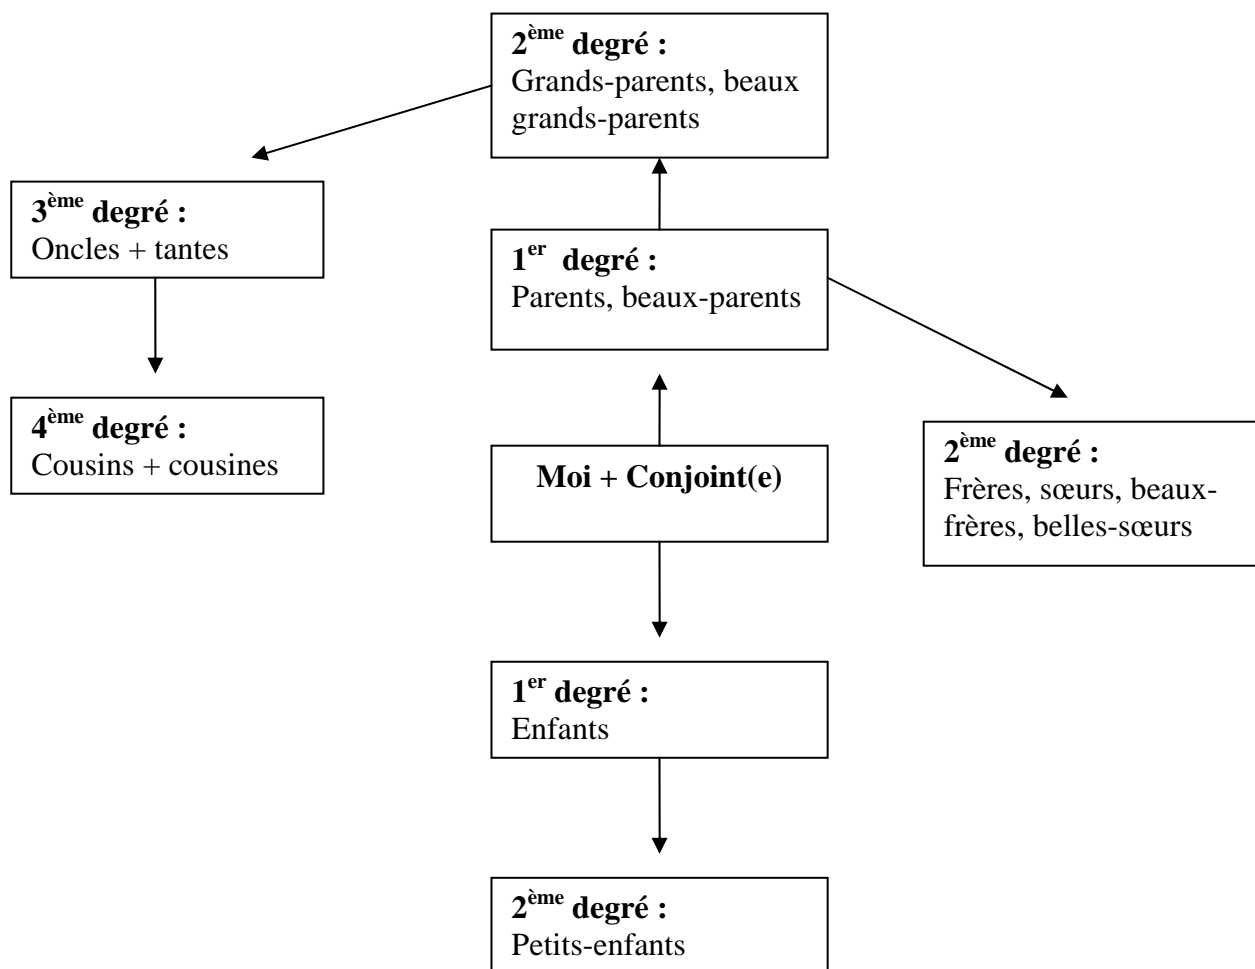 2ème degré :
Grands-parents, beaux
grands-parents
3ème degré :
Oncles + tantes
1er degré :
Parents, beaux-parents
4ème degré :
Cousins + cousines
Moi + Conjoint(e)
2ème degré :
Frères, sœurs, beaux-
frères, belles-sœurs
1er degré :
Enfants
2ème degré :
Petits-enfants